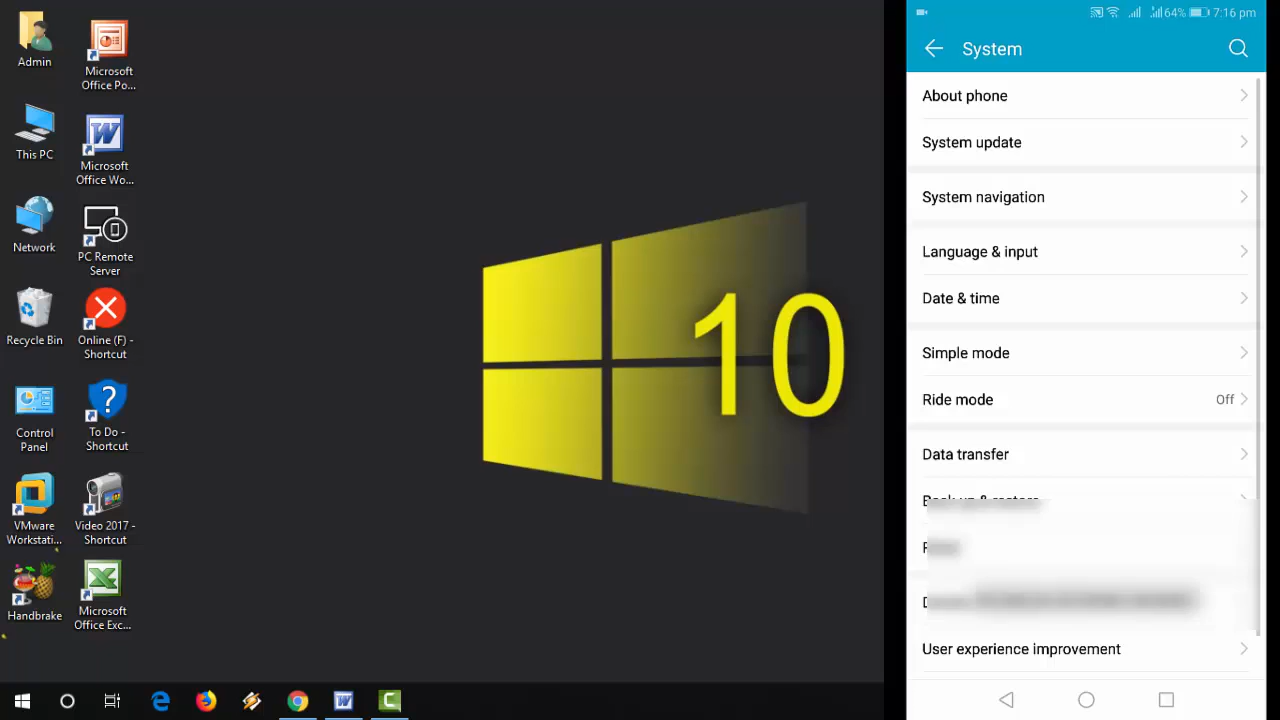 Admin
This PC
Network
Recycle Bin
Control
Panel
VMware
Workstati...
Handbrake
Microsoft
Office Po...
Microsoft
Office Wo...
PC Remote
Server
Online (F) -
Shortcut
To Do -
Shortcut
Video 2017 -
Shortcut
Microsoft
Office Exc...
10
64% 7:16 pm
System
About phone
System update
System navigation
Language & input
Date & time
Simple mode
Ride mode Off
Data transfer
User experience improvement